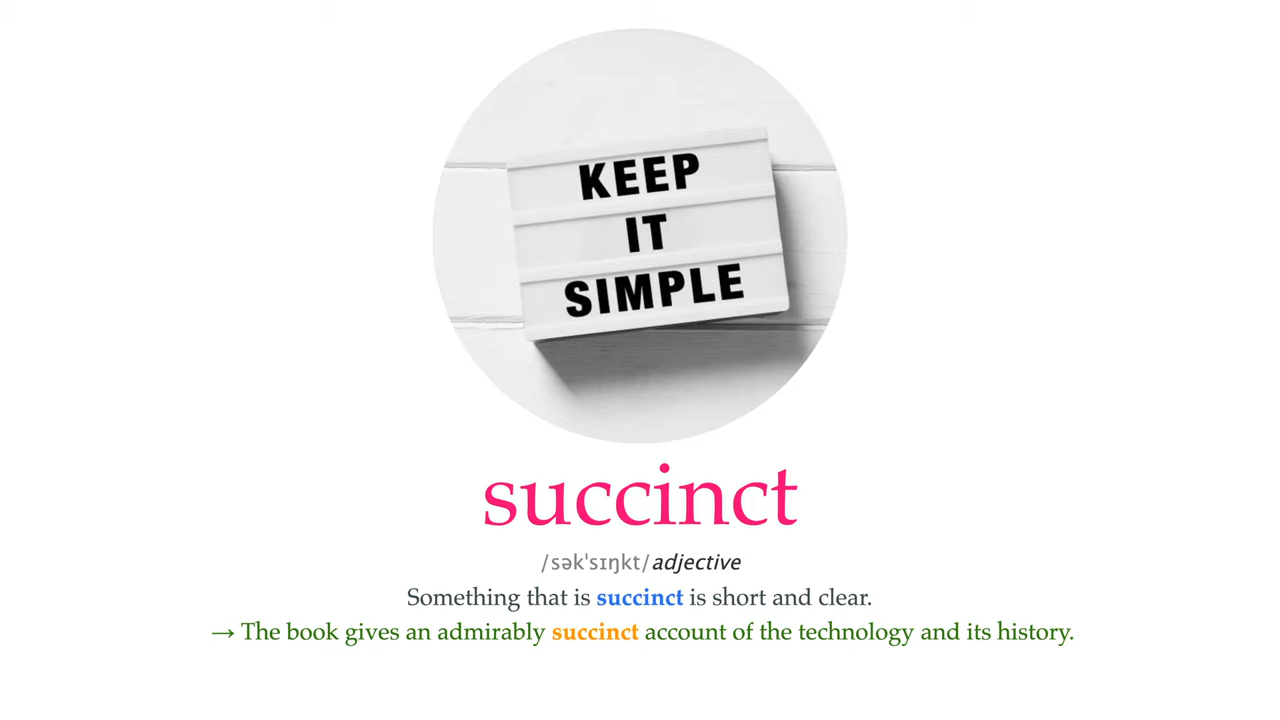 KEEP
IT
SIMPLE
succinct
/səkˈsɪŋkt/ adjective
Something that is succinct is short and clear.
→ The book gives an admirably succinct account of the technology and its history.